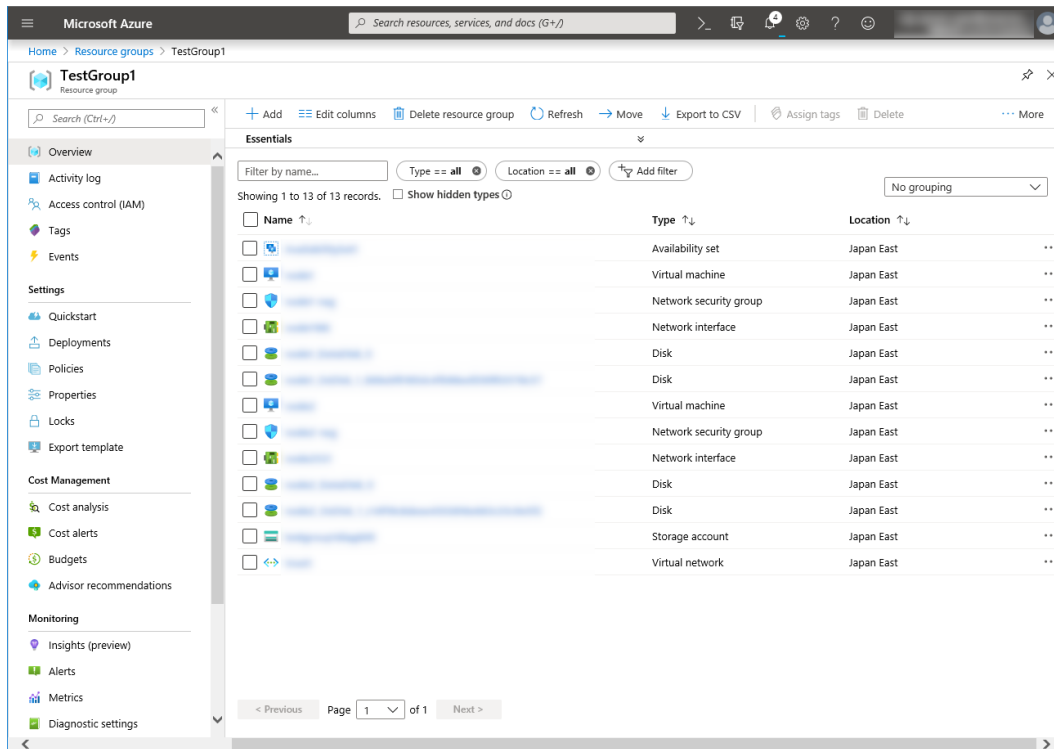 Microsoft Azure
Search resources, services, and docs (G+/)
4
Home > Resource groups > TestGroup1
TestGroup1
Resource group
Search (Ctrl+/)
Overview
Activity log
Access control (IAM)
Tags
Events
Settings
Quickstart
Deployments
Policies
Properties
Locks
Export template
Cost Management
Cost analysis
Cost alerts
Budgets
Advisor recommendations
Monitoring
Insights (preview)
Alerts
Metrics
Diagnostic settings
Add Edit columns Delete resource group Refresh Move Export to CSV Assign tags Delete More
Essentials
Filter by name... Type == all Location == all Add filter
Showing 1 to 13 of 13 records. Show hidden types
No grouping
Name Type Location
Availability set Japan East
Virtual machine Japan East
Network security group Japan East
Network interface Japan East
Disk Japan East
Disk Japan East
Virtual machine Japan East
Network security group Japan East
Network interface Japan East
Disk Japan East
Disk Japan East
Storage account Japan East
Virtual network Japan East
< Previous Page 1 of 1 Next >